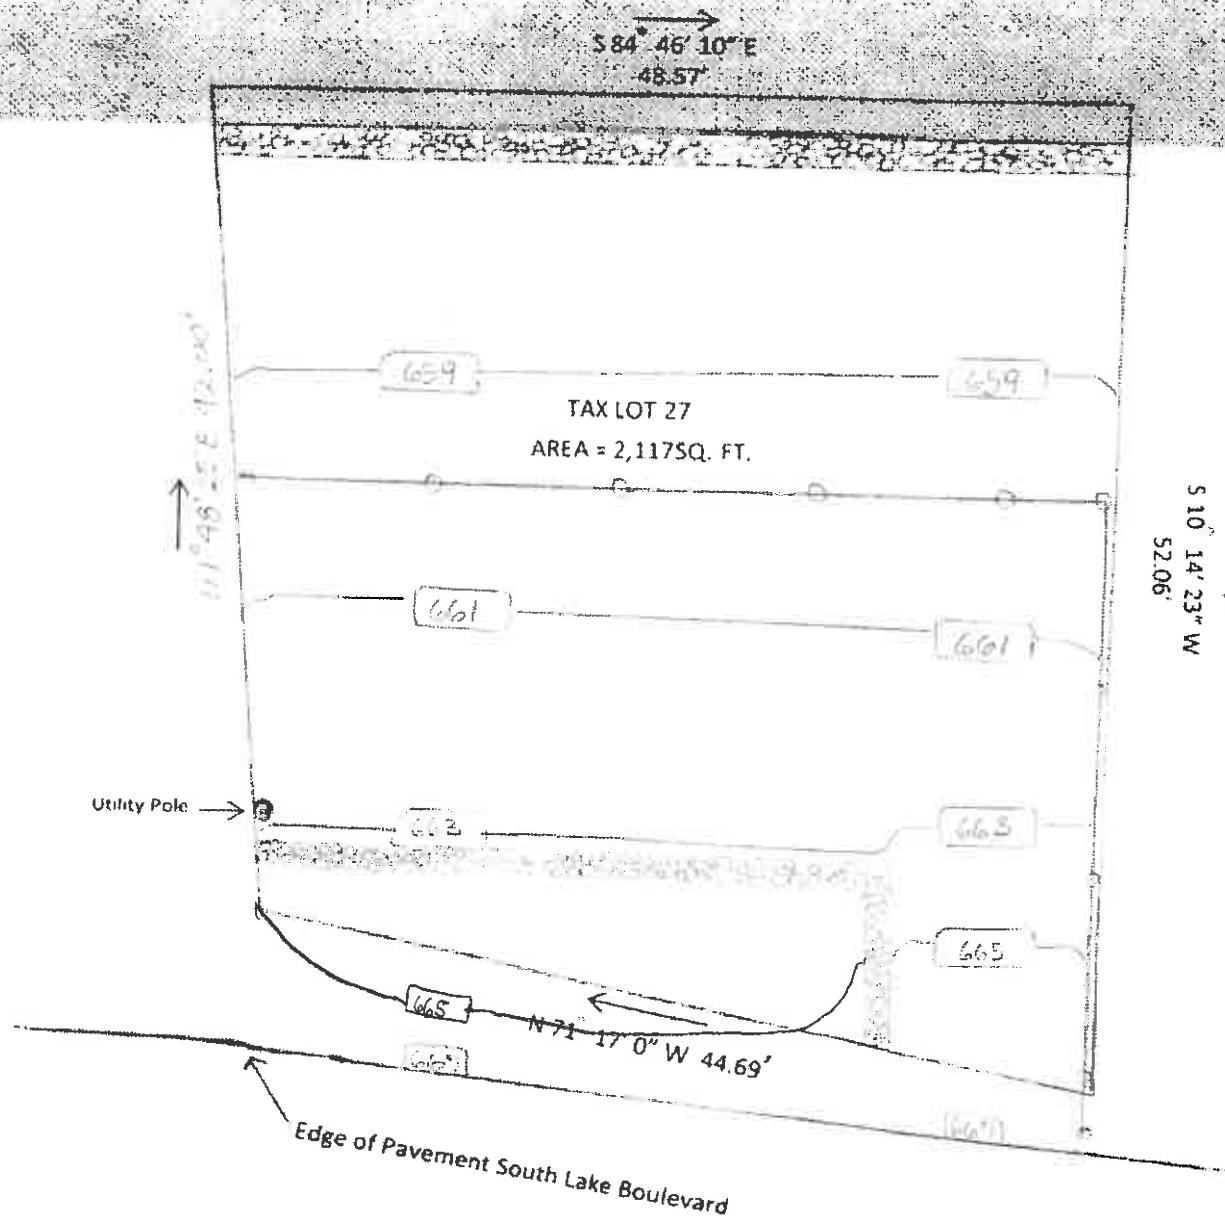 S 84° 46' 10" E
48.57'
659
659
TAX LOT 27
AREA = 2,117SQ. FT.
S 10° 14' 23" W
52.06'
661
661
Utility Pole
663
663
665
665
N 71° 17' 0" W 44.69'
Edge of Pavement South Lake Boulevard